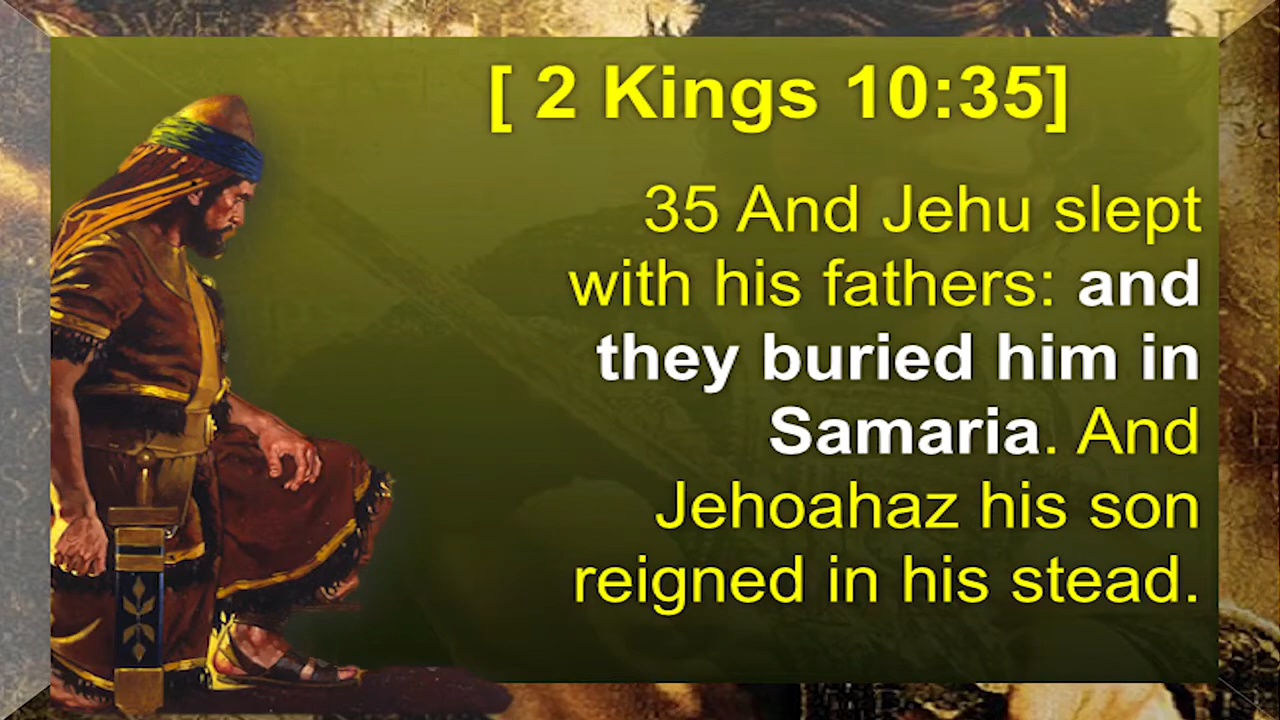 [ 2 Kings 10:35]
35 And Jehu slept
with his fathers: and
they buried him in
Samaria. And
Jehoahaz his son
reigned in his stead.